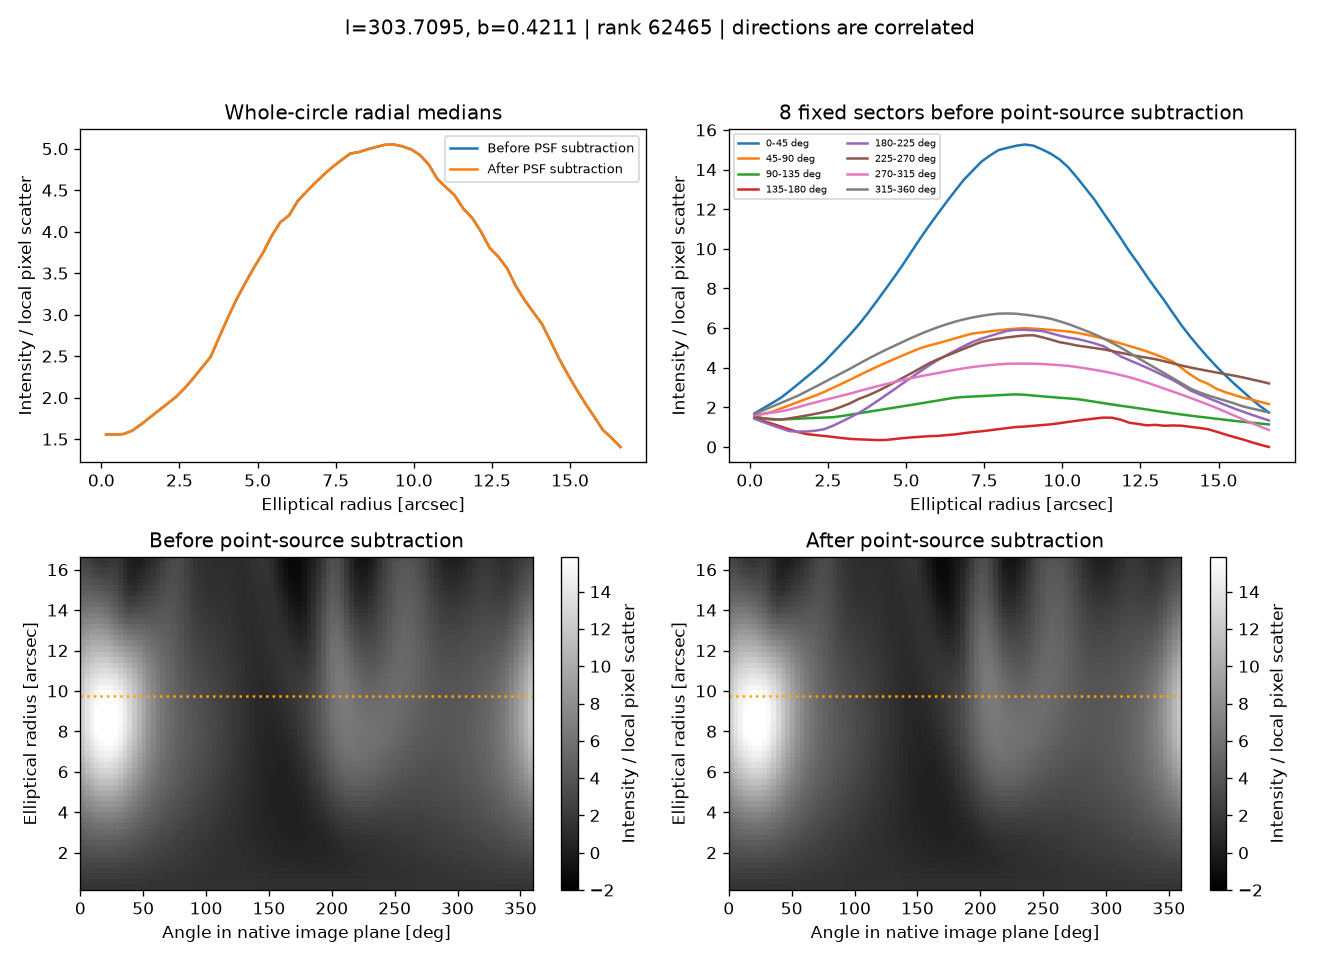 l=303.7095, b=0.4211 | rank 62465 | directions are correlated
Whole-circle radial medians
Intensity / local pixel scatter
5.0
4.5
4.0
3.5
3.0
2.5
2.0
1.5
Before PSF subtraction
After PSF subtraction
0.0 2.5 5.0 7.5 10.0 12.5 15.0
Elliptical radius [arcsec]
8 fixed sectors before point-source subtraction
Intensity / local pixel scatter
16
14
12
10
8
6
4
2
0
0-45 deg 180-225 deg
45-90 deg 225-270 deg
90-135 deg 270-315 deg
135-180 deg 315-360 deg
0.0 2.5 5.0 7.5 10.0 12.5 15.0
Elliptical radius [arcsec]
Before point-source subtraction
Elliptical radius [arcsec]
16
14
12
10
8
6
4
2
0 50 100 150 200 250 300 350
Angle in native image plane [deg]
14
12
10
8
6
4
2
0
−2
Intensity / local pixel scatter
After point-source subtraction
Elliptical radius [arcsec]
16
14
12
10
8
6
4
2
0 50 100 150 200 250 300 350
Angle in native image plane [deg]
14
12
10
8
6
4
2
0
−2
Intensity / local pixel scatter